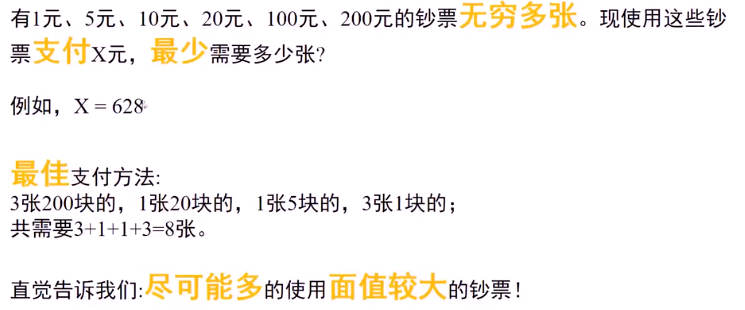 有1元、5元、10元、20元、100元、200元的钞票无穷多张。现使用这些钞
票支付X元，最少需要多少张?
例如，X = 628
最佳支付方法:
3张200块的，1张20块的，1张5块的，3张1块的；
共需要3+1+1+3=8张。
直觉告诉我们:尽可能多的使用面值较大的钞票！